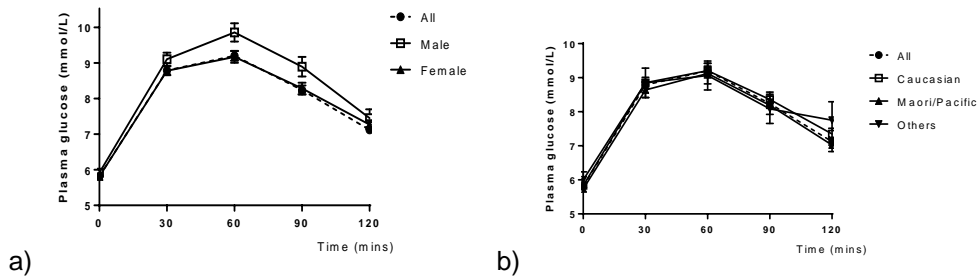 Plasma glucose (mmol/L)
10
9
8
7
6
5
0
30
60
90
120
Time (mins)
All
Male
Female
a)
Plasma glucose (mmol/L)
10
9
8
7
6
5
0
30
60
90
120
Time (mins)
All
Caucasian
Maori/Pacific
Others
b)